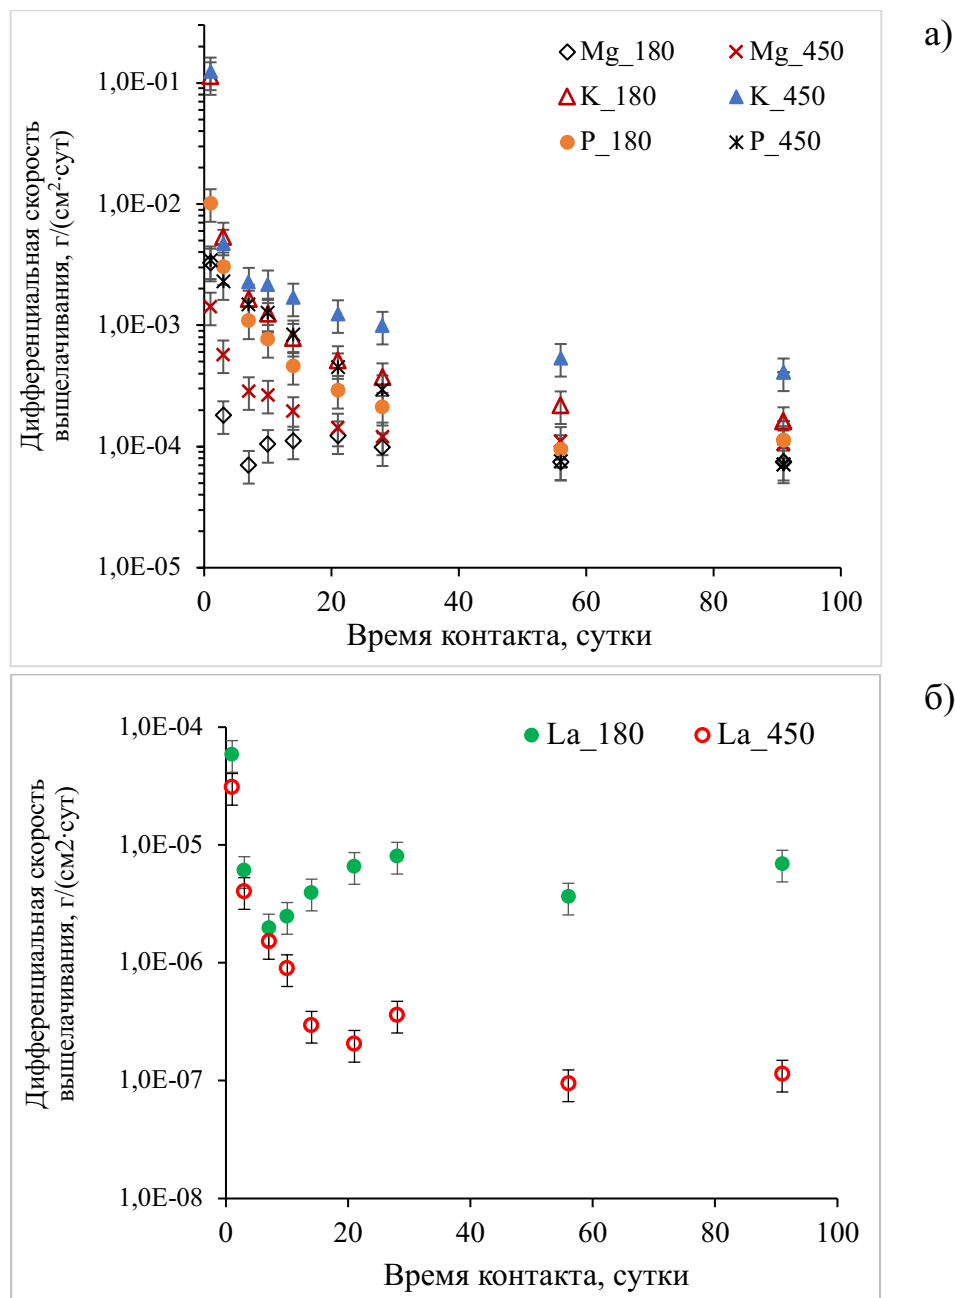 а)
Mg_180
Mg_450
K_180
K_450
P_180
P_450
Дифференциальная скорость
выщелачивания, г/(см²·сут)
1,0E-01
1,0E-02
1,0E-03
1,0E-04
1,0E-05
0 20 40 60 80 100
Время контакта, сутки
б)
La_180
La_450
Дифференциальная скорость
выщелачивания, г/(см2·сут)
1,0E-04
1,0E-05
1,0E-06
1,0E-07
1,0E-08
0 20 40 60 80 100
Время контакта, сутки